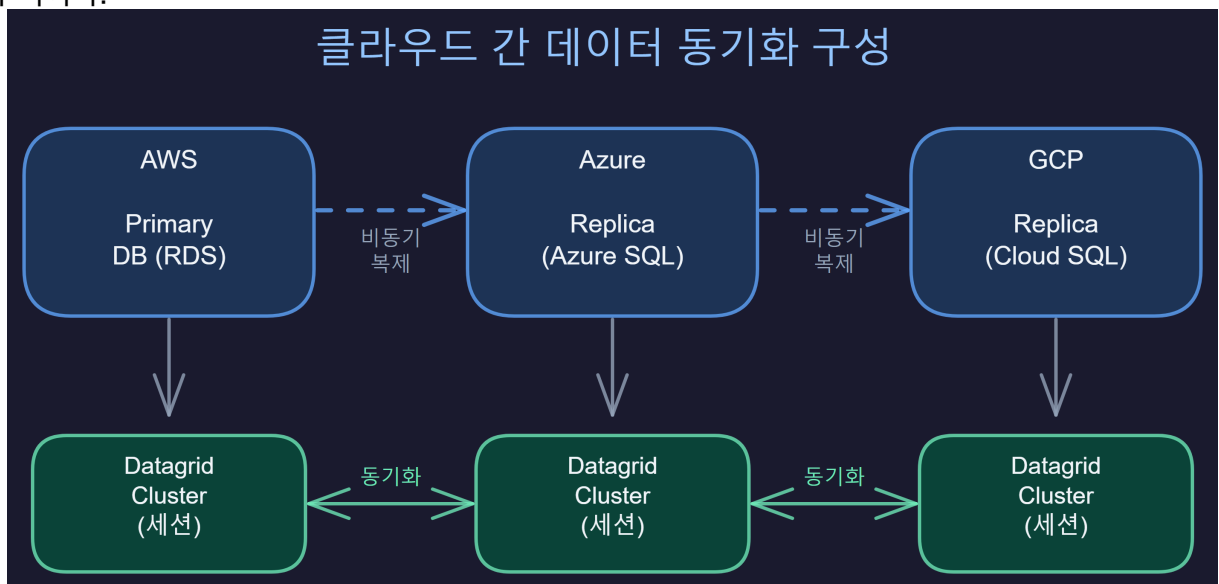 클라우드 간 데이터 동기화 구성
AWS
Primary
DB (RDS)
비동기
복제
Azure
Replica
(Azure SQL)
비동기
복제
GCP
Replica
(Cloud SQL)
Datagrid
Cluster
(세션)
동기화
Datagrid
Cluster
(세션)
동기화
Datagrid
Cluster
(세션)